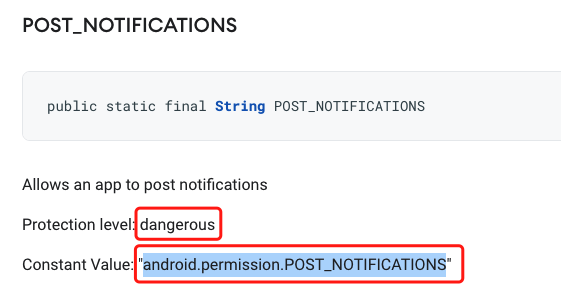 POST_NOTIFICATIONS
public static final String POST_NOTIFICATIONS
Allows an app to post notifications
Protection level: dangerous
Constant Value: "android.permission.POST_NOTIFICATIONS"